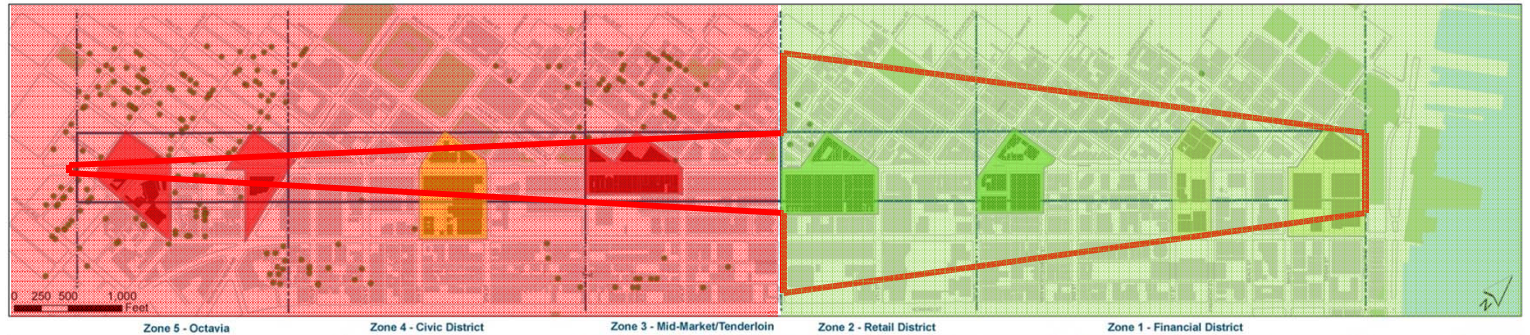 0 250 500 1,000
Feet
N
Zone 5 - Octavia
Zone 4 - Civic District
Zone 3 - Mid-Market/Tenderloin
Zone 2 - Retail District
Zone 1 - Financial District